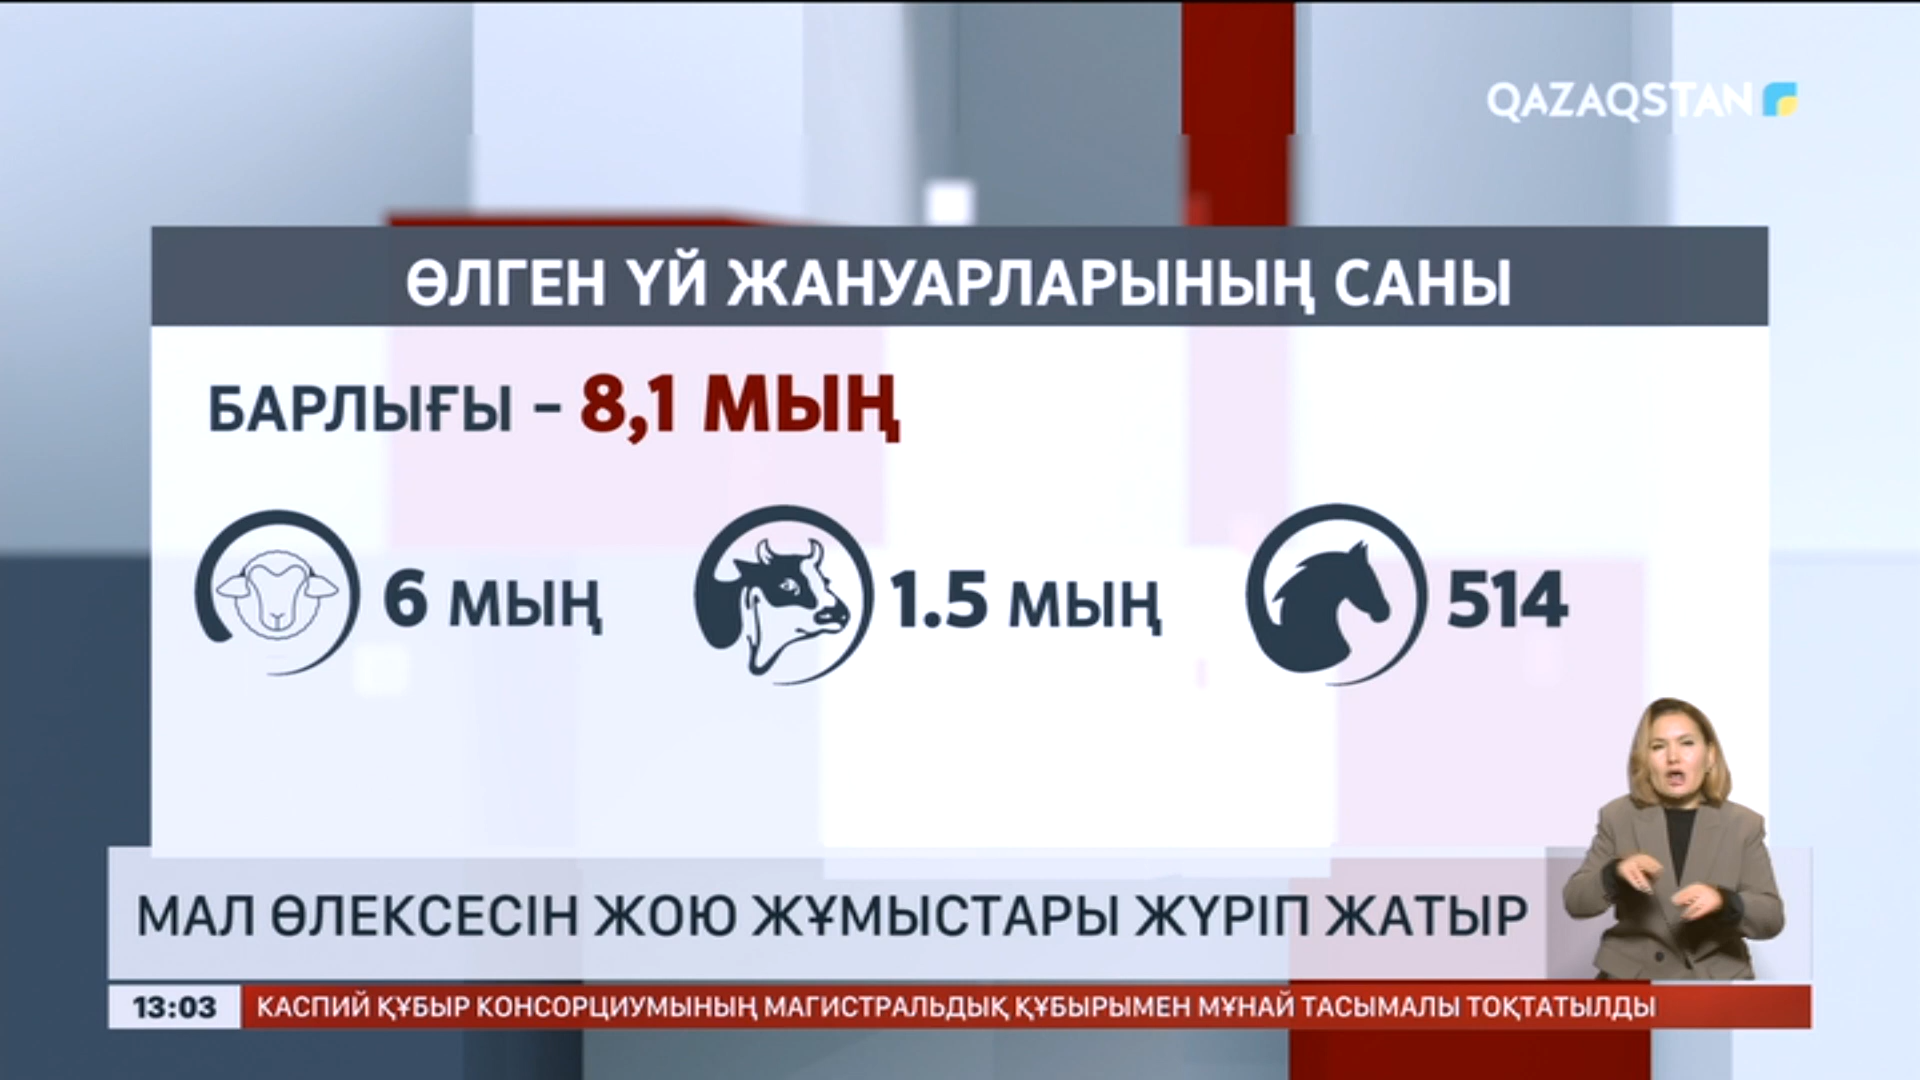 QAZAQSTAN
ӨЛГЕН ҮЙ ЖАНУАРЛАРЫНЫҢ САНЫ
БАРЛЫҒЫ – 8,1 МЫҢ
6 МЫҢ
1.5 МЫҢ
514
МАЛ ӨЛЕКСЕСІН ЖОЮ ЖҰМЫСТАРЫ ЖҮРІП ЖАТЫР
13:03 КАСПИЙ ҚҰБЫР КОНСОРЦИУМЫНЫҢ МАГИСТРАЛЬДЫҚ ҚҰБЫРЫМЕН МҰНАЙ ТАСЫМАЛЫ ТОҚТАТЫЛДЫ